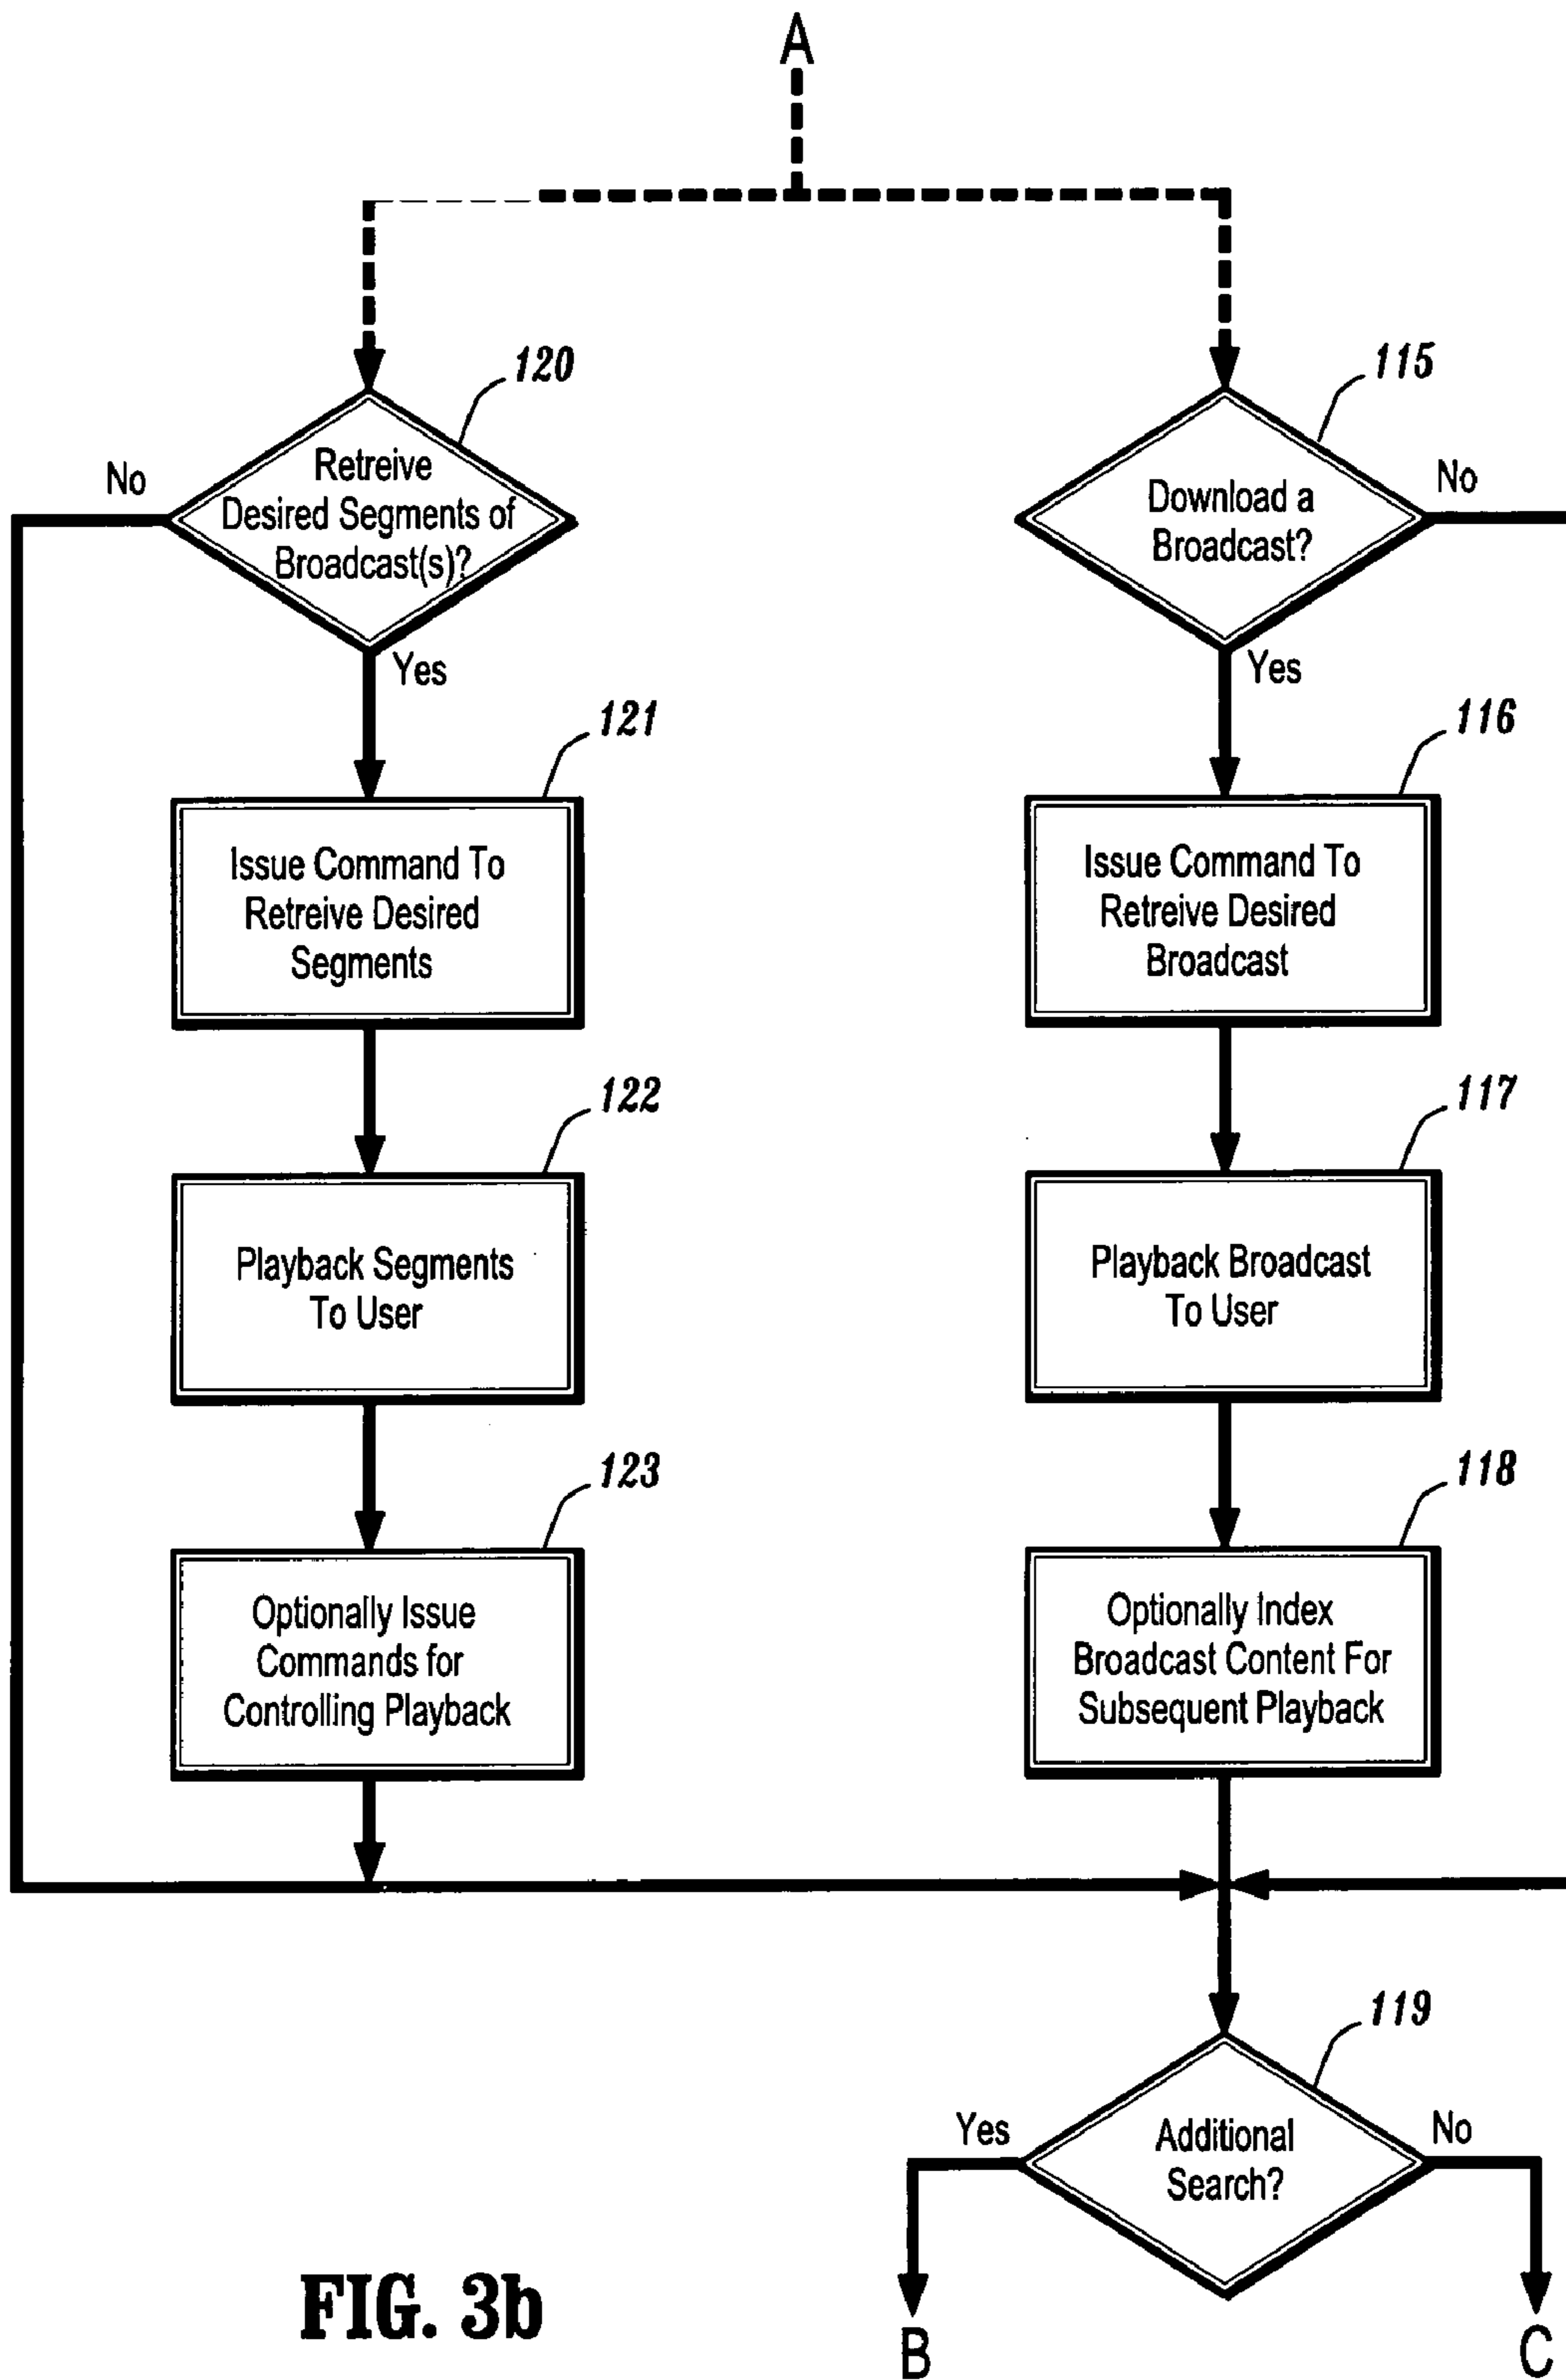 A
120
No
Retreive
Desired Segments of
Broadcast(s)?
Yes
121
Issue Command To
Retreive Desired
Segments
122
Playback Segments
To User
123
Optionally Issue
Commands for
Controlling Playback
115
No
Download a
Broadcast?
Yes
116
Issue Command To
Retreive Desired
Broadcast
117
Playback Broadcast
To User
118
Optionally Index
Broadcast Content For
Subsequent Playback
119
Yes
Additional
Search?
No
B
C
FIG. 3b